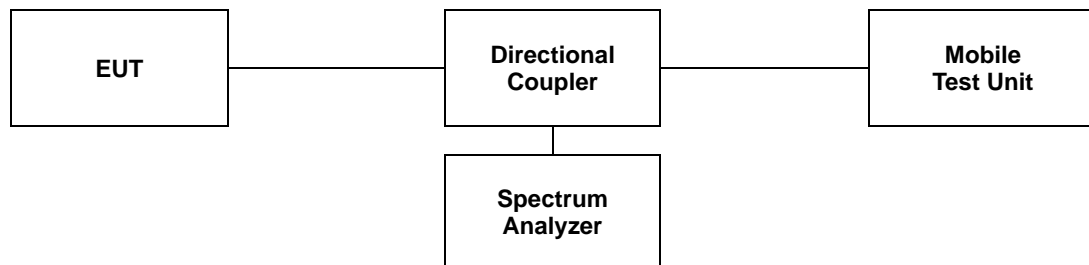 EUT
Directional
Coupler
Mobile
Test Unit
Spectrum
Analyzer